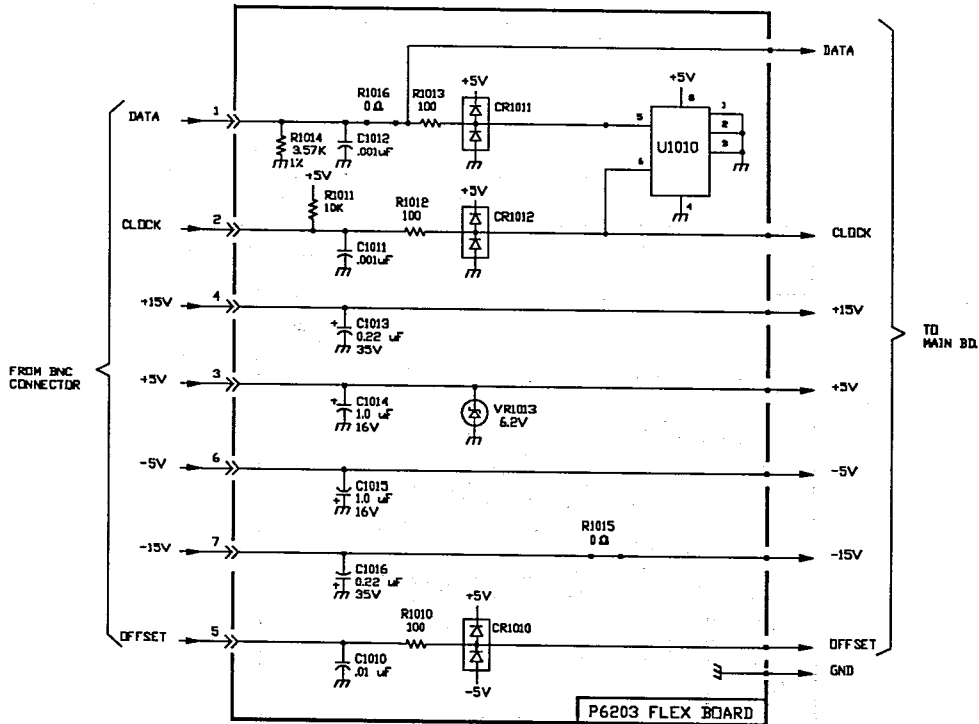 DATA
+5V
R1016
0 Ω
R1013
100
+5V
CR1011
8
1
2
3
DATA
1
5
U1010
R1014
3.57K
1%
C1012
.001uF
6
4
+5V
R1011
10K
R1012
100
+5V
CR1012
CLOCK
2
CLOCK
C1011
.001uF
+15V
4
+15V
+
C1013
0.22 uF
35V
TO
MAIN BD.
FROM BNC
CONNECTOR
+5V
3
+5V
+
C1014
1.0 uF
16V
VR1013
6.2V
-5V
6
-5V
+
C1015
1.0 uF
16V
R1015
0 Ω
-15V
7
-15V
+
C1016
0.22 uF
35V
R1010
100
+5V
CR1010
OFFSET
5
OFFSET
C1010
.01 uF
-5V
GND
P6203 FLEX BOARD